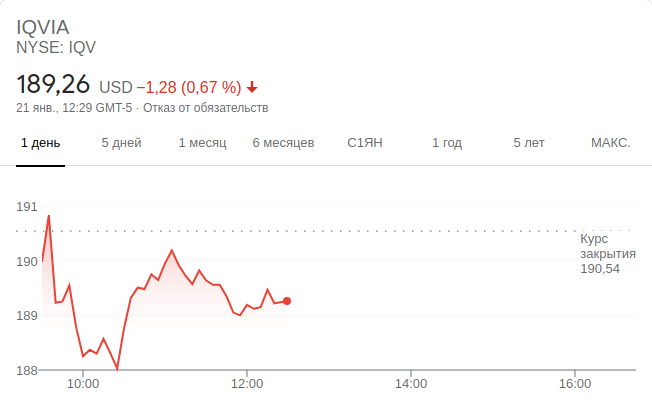 IQVIA
NYSE: IQV
189,26 USD −1,28 (0,67 %)
21 янв., 12:29 GMT-5 · Отказ от обязательств
1 день 5 дней 1 месяц 6 месяцев С1ЯН 1 год 5 лет МАКС.
191
Курс
закрытия
190,54
190
189
188
10:00 12:00 14:00 16:00